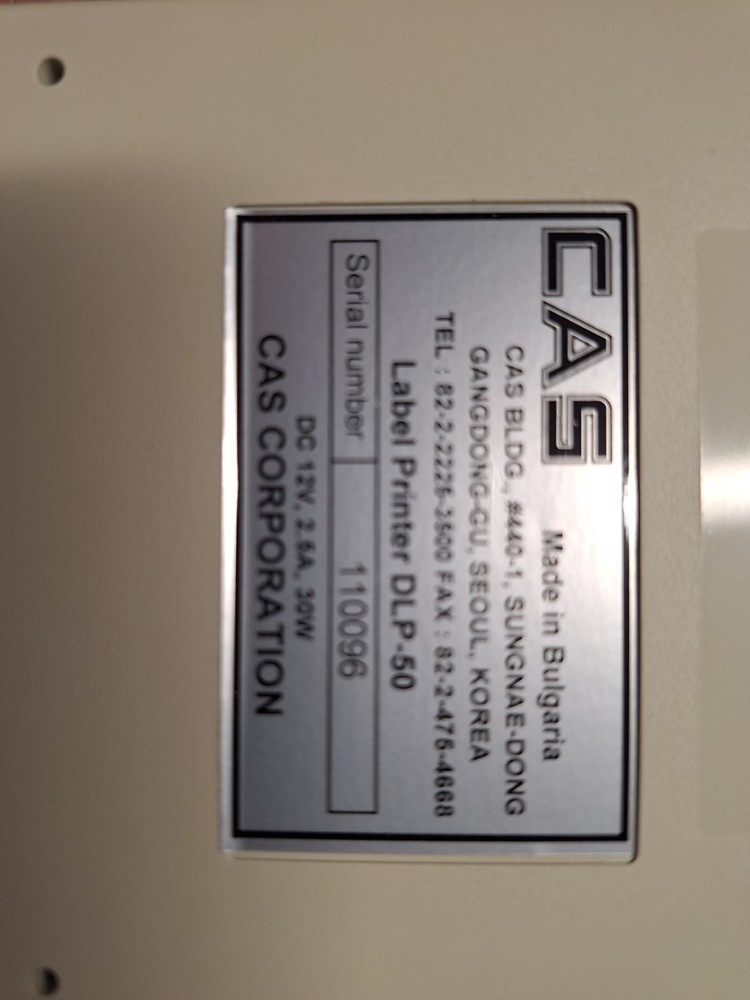 CAS
Made in Bulgaria
CAS BLDG., #440-1, SUNGNAE-DONG
GANGDONG-GU, SEOUL, KOREA
TEL : 82-2-2225-3500 FAX : 82-2-475-4668
Label Printer DLP-50
Serial number 110096
DC 12V, 2.5A, 30W
CAS CORPORATION